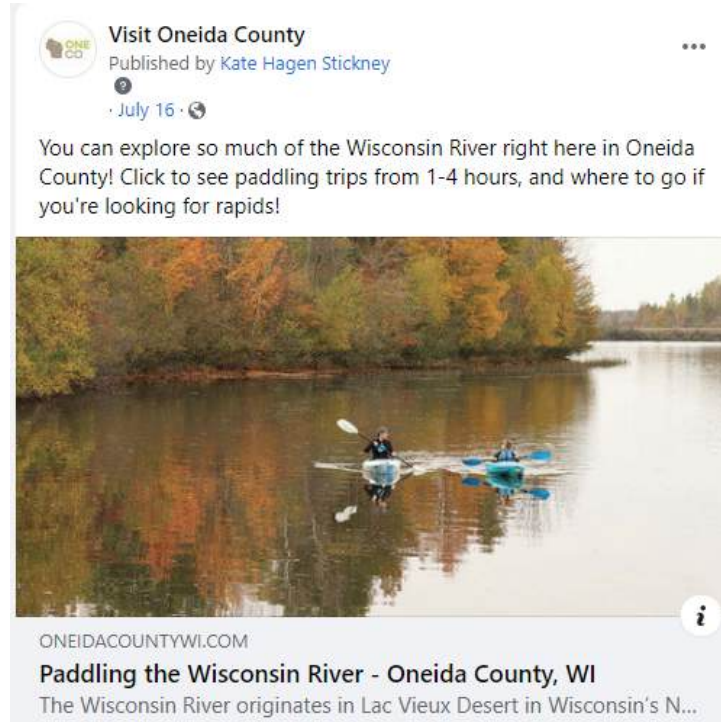 ONE
CO
Visit Oneida County
Published by Kate Hagen Stickney
?
· July 16 ·
You can explore so much of the Wisconsin River right here in Oneida
County! Click to see paddling trips from 1-4 hours, and where to go if
you're looking for rapids!
i
ONEIDACOUNTYWI.COM
Paddling the Wisconsin River - Oneida County, WI
The Wisconsin River originates in Lac Vieux Desert in Wisconsin's N...